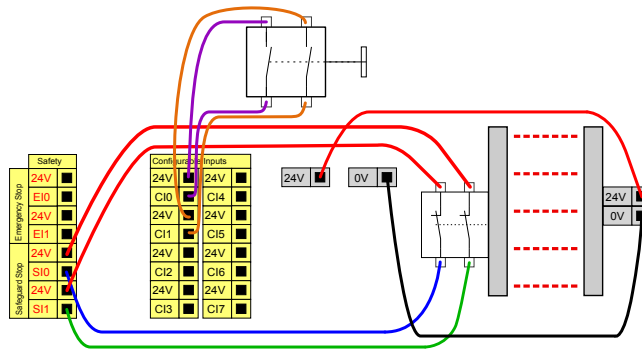 Safety
Emergency Stop
24V
EI0
24V
EI1
Safeguard Stop
24V
SI0
24V
SI1
Configurable Inputs
24V 24V
CI0 CI4
24V 24V
CI1 CI5
24V 24V
CI2 CI6
24V 24V
CI3 CI7
24V
0V
24V
0V